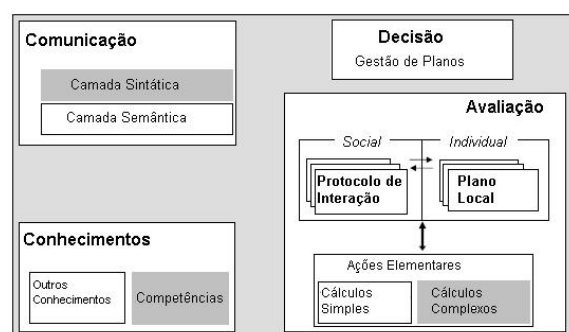 Comunicação
Camada Sintática
Camada Semântica
Decisão
Gestão de Planos
Avaliação
Social
Individual
Protocolo de
Interação
Plano
Local
Ações Elementares
Cálculos
Simples
Cálculos
Complexos
Conhecimentos
Outros
Conhecimentos
Competências